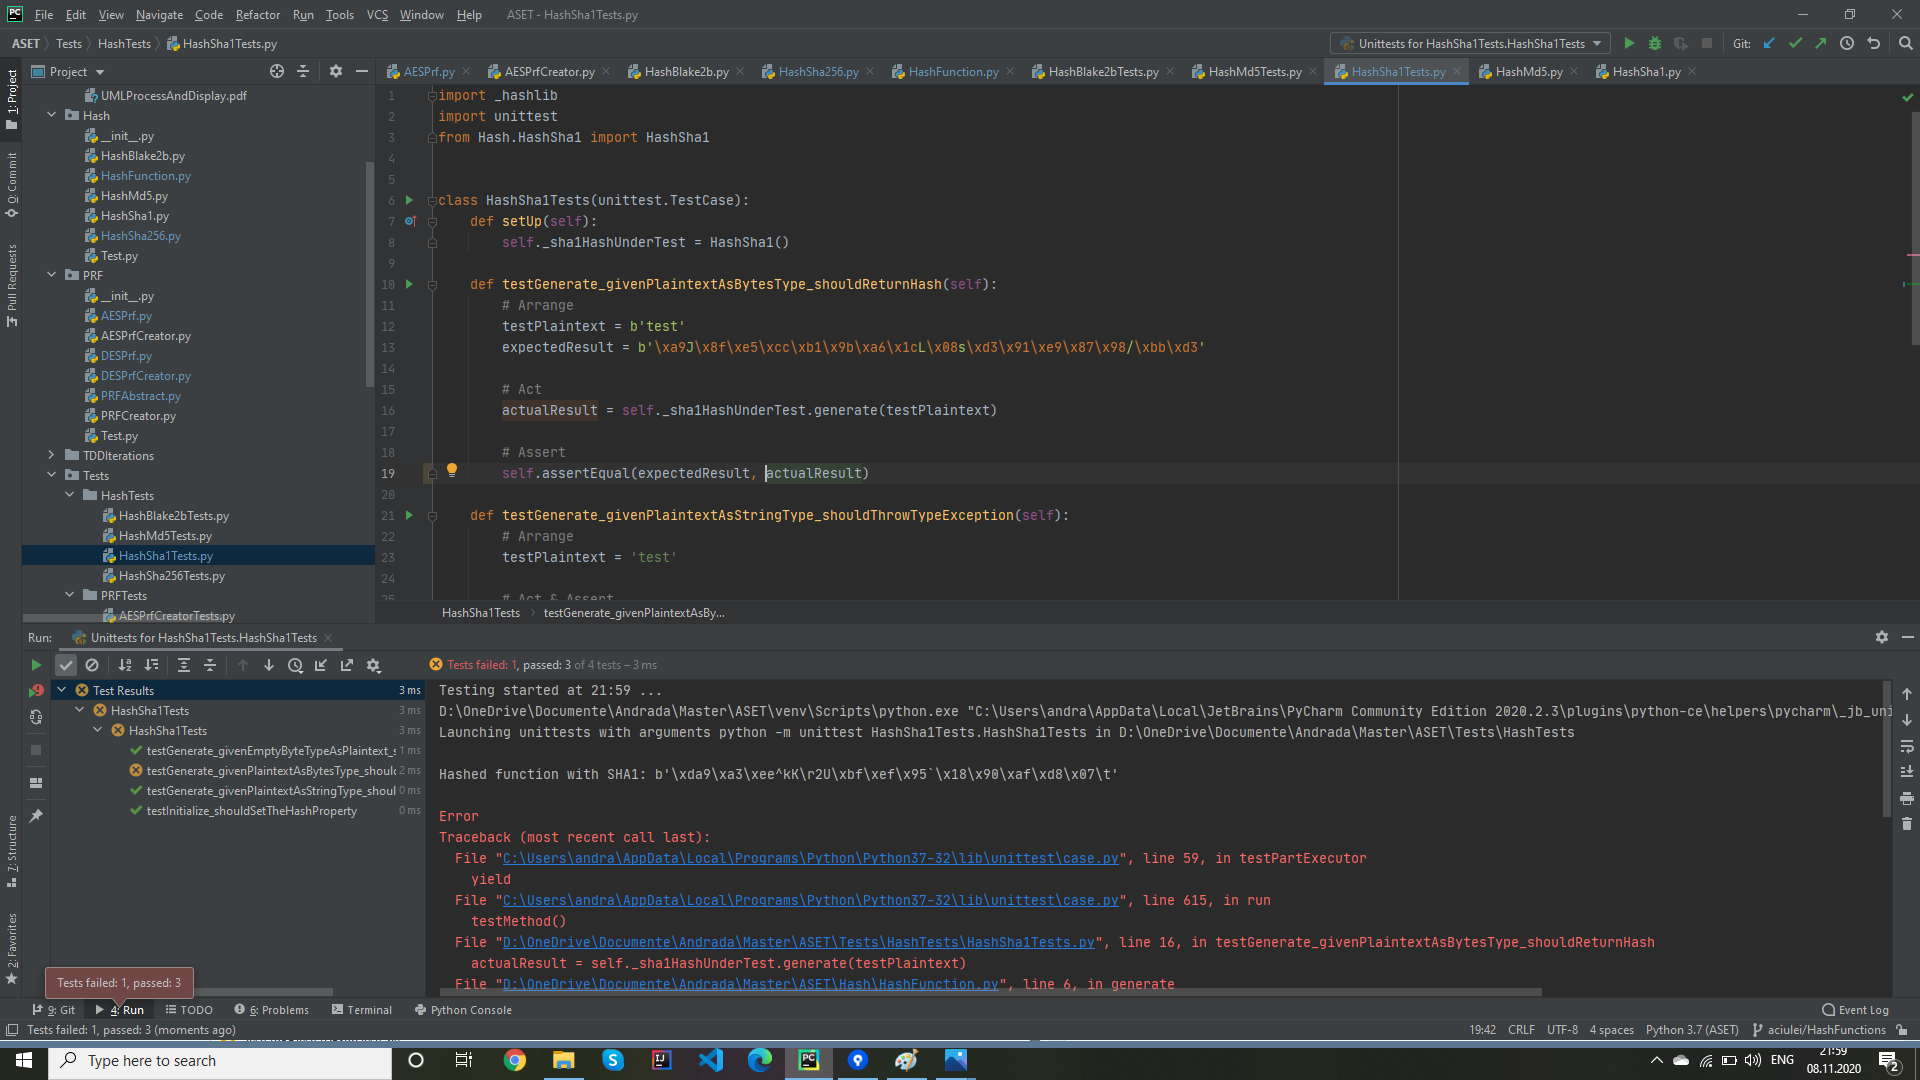 File Edit View Navigate Code Refactor Run Tools VCS Window Help ASET - HashSha1Tests.py
ASET Tests HashTests HashSha1Tests.py Unittests for HashSha1Tests.HashSha1Tests Git:
Project AESPrf.py AESPrfCreator.py HashBlake2b.py HashSha256.py HashFunction.py HashBlake2bTests.py HashMd5Tests.py HashSha1Tests.py HashMd5.py HashSha1.py
1: Project
0: Commit
Pull Requests
7: Structure
2: Favorites
UMLProcessAndDisplay.pdf
Hash
__init__.py
HashBlake2b.py
HashFunction.py
HashMd5.py
HashSha1.py
HashSha256.py
Test.py
PRF
__init__.py
AESPrf.py
AESPrfCreator.py
DESPrf.py
DESPrfCreator.py
PRFAbstract.py
PRFCreator.py
Test.py
TDDIterations
Tests
HashTests
HashBlake2bTests.py
HashMd5Tests.py
HashSha1Tests.py
HashSha256Tests.py
PRFTests
AESPrfCreatorTests.py
1 import _hashlib
2 import unittest
3 from Hash.HashSha1 import HashSha1
4
5
6 class HashSha1Tests(unittest.TestCase):
7 def setUp(self):
8 self._sha1HashUnderTest = HashSha1()
9
10 def testGenerate_givenPlaintextAsBytesType_shouldReturnHash(self):
11 # Arrange
12 testPlaintext = b'test'
13 expectedResult = b'\xa9J\x8f\xe5\xcc\xb1\x9b\xa6\x1cL\x08s\xd3\x91\xe9\x87\x98/\xbb\xd3'
14
15 # Act
16 actualResult = self._sha1HashUnderTest.generate(testPlaintext)
17
18 # Assert
19 self.assertEqual(expectedResult, actualResult)
20
21 def testGenerate_givenPlaintextAsStringType_shouldThrowTypeException(self):
22 # Arrange
23 testPlaintext = 'test'
24
25 # Act & Assert
HashSha1Tests testGenerate_givenPlaintextAsBy...
Run: Unittests for HashSha1Tests.HashSha1Tests
Tests failed: 1, passed: 3 of 4 tests – 3 ms
Test Results 3 ms
HashSha1Tests 3 ms
HashSha1Tests 3 ms
testGenerate_givenEmptyByteTypeAsPlaintext_s 1 ms
testGenerate_givenPlaintextAsBytesType_shoul 2 ms
testGenerate_givenPlaintextAsStringType_shoul 0 ms
testInitialize_shouldSetTheHashProperty 0 ms
Testing started at 21:59 ...
D:\OneDrive\Documente\Andrada\Master\ASET\venv\Scripts\python.exe "C:\Users\andra\AppData\Local\JetBrains\PyCharm Community Edition 2020.2.3\plugins\python-ce\helpers\pycharm\_jb_uni
Launching unittests with arguments python -m unittest HashSha1Tests.HashSha1Tests in D:\OneDrive\Documente\Andrada\Master\ASET\Tests\HashTests
Hashed function with SHA1: b'\xda9\xa3\xee^kK\r2U\xbf\xef\x95`\x18\x90\xaf\xd8\x07\t'
Error
Traceback (most recent call last):
File "C:\Users\andra\AppData\Local\Programs\Python\Python37-32\lib\unittest\case.py", line 59, in testPartExecutor
yield
File "C:\Users\andra\AppData\Local\Programs\Python\Python37-32\lib\unittest\case.py", line 615, in run
testMethod()
File "D:\OneDrive\Documente\Andrada\Master\ASET\Tests\HashTests\HashSha1Tests.py", line 16, in testGenerate_givenPlaintextAsBytesType_shouldReturnHash
actualResult = self._sha1HashUnderTest.generate(testPlaintext)
File "D:\OneDrive\Documente\Andrada\Master\ASET\Hash\HashFunction.py", line 6, in generate
Tests failed: 1, passed: 3
9: Git 4: Run TODO 6: Problems Terminal Python Console Event Log
Tests failed: 1, passed: 3 (moments ago) 19:42 CRLF UTF-8 4 spaces Python 3.7 (ASET) aciulei/HashFunctions
Type here to search ENG 21:59
08.11.2020 2